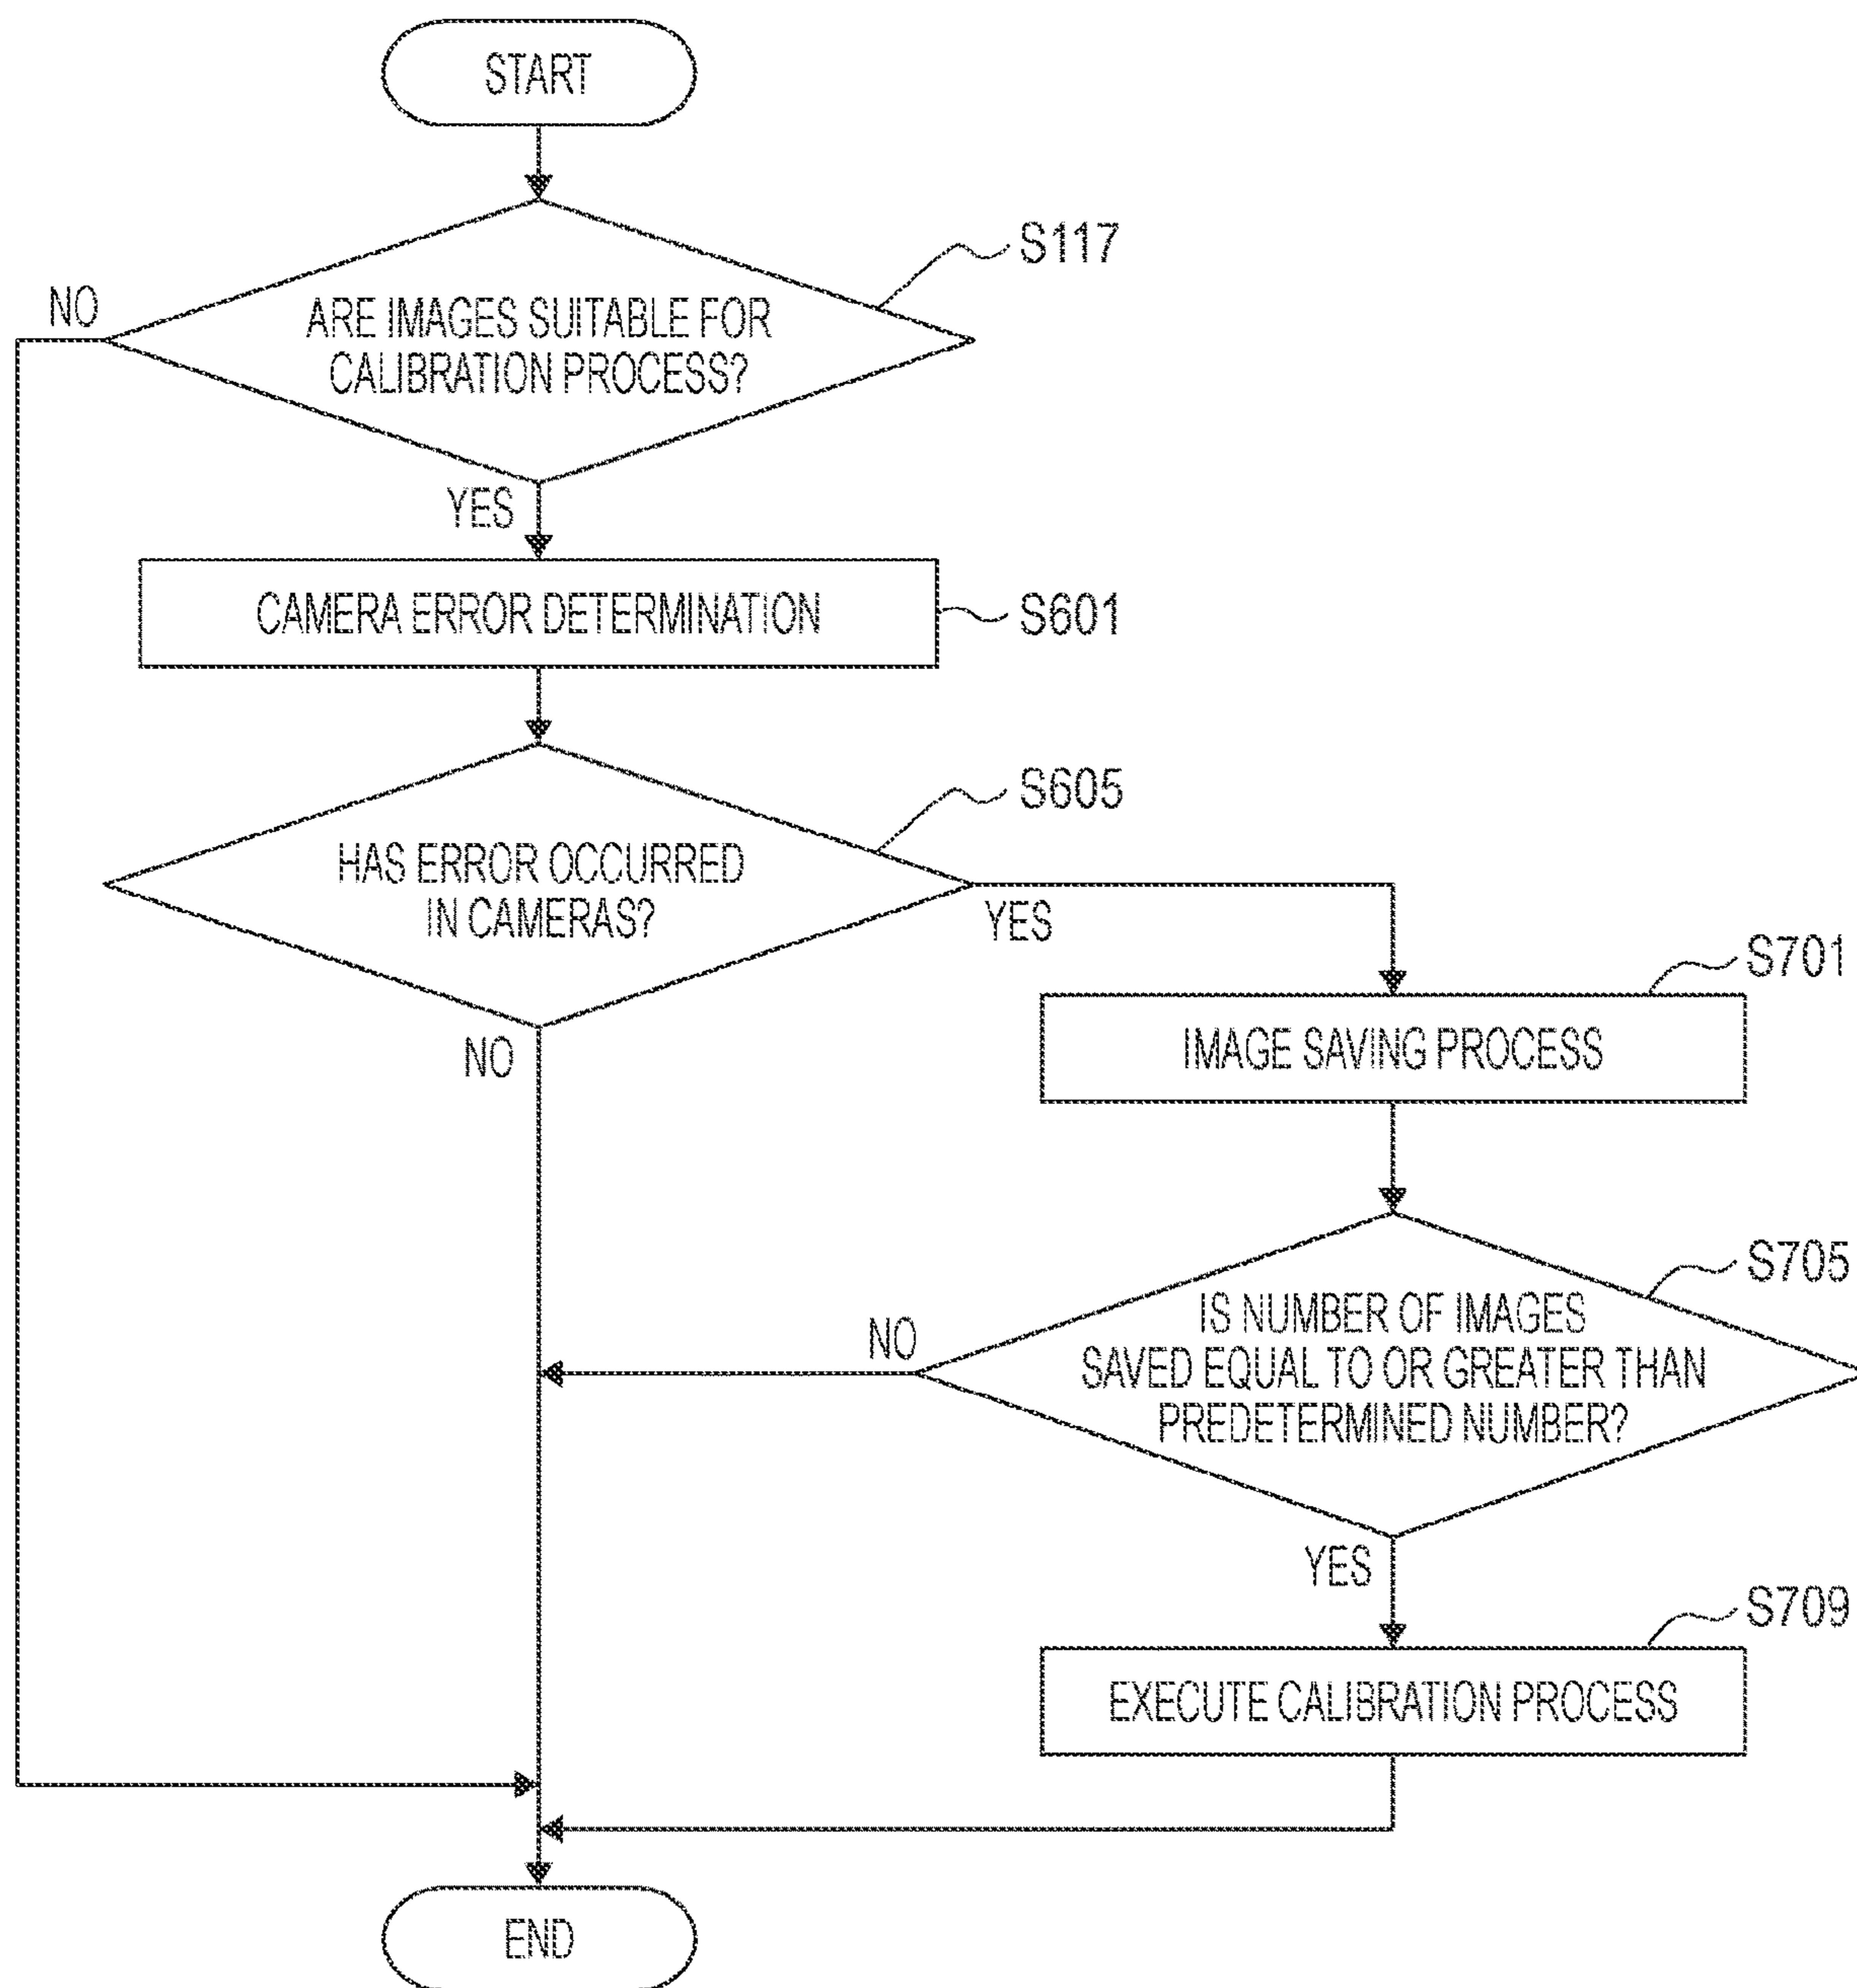 START
S117
NO
ARE IMAGES SUITABLE FOR
CALIBRATION PROCESS?
YES
CAMERA ERROR DETERMINATION
S601
S605
HAS ERROR OCCURRED
IN CAMERAS?
YES
NO
S701
IMAGE SAVING PROCESS
S705
IS NUMBER OF IMAGES
SAVED EQUAL TO OR GREATER THAN
PREDETERMINED NUMBER?
NO
YES
S709
EXECUTE CALIBRATION PROCESS
END